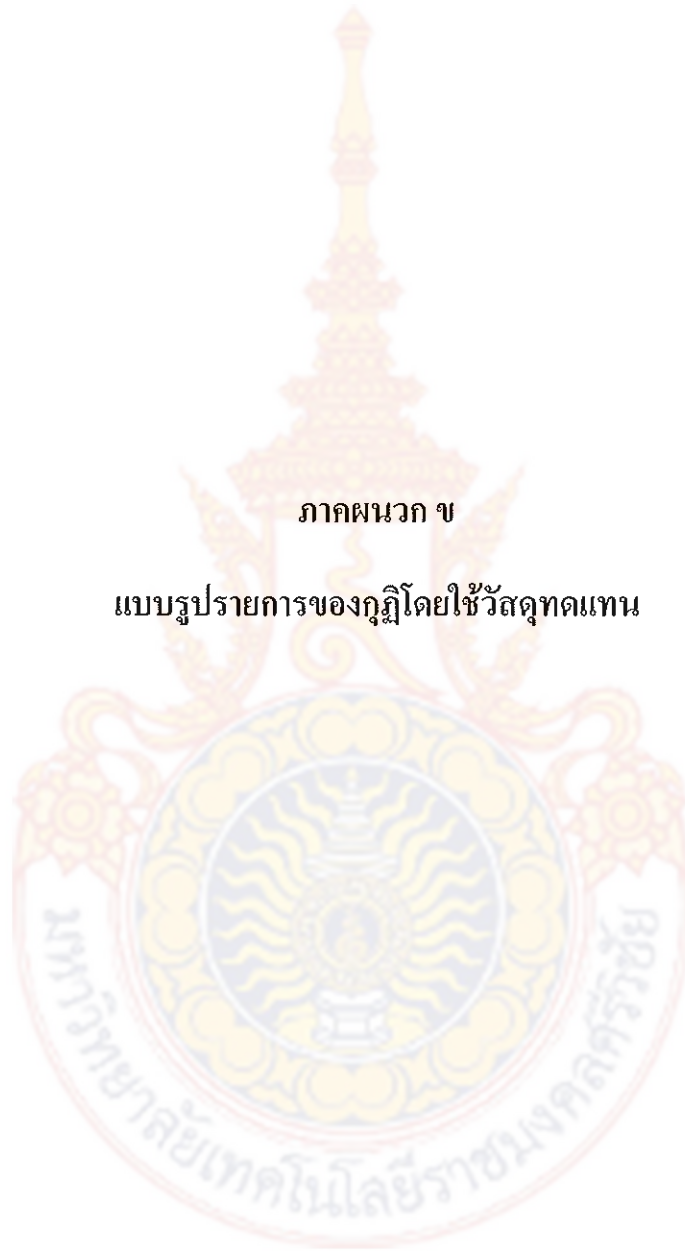 ภาคผนวก ข
แบบรูปรายการของกุฏิโดยใช้วัสดุทดแทน
มหาวิทยาลัยเทคโนโลยีราชมงคลศรีวิชัย